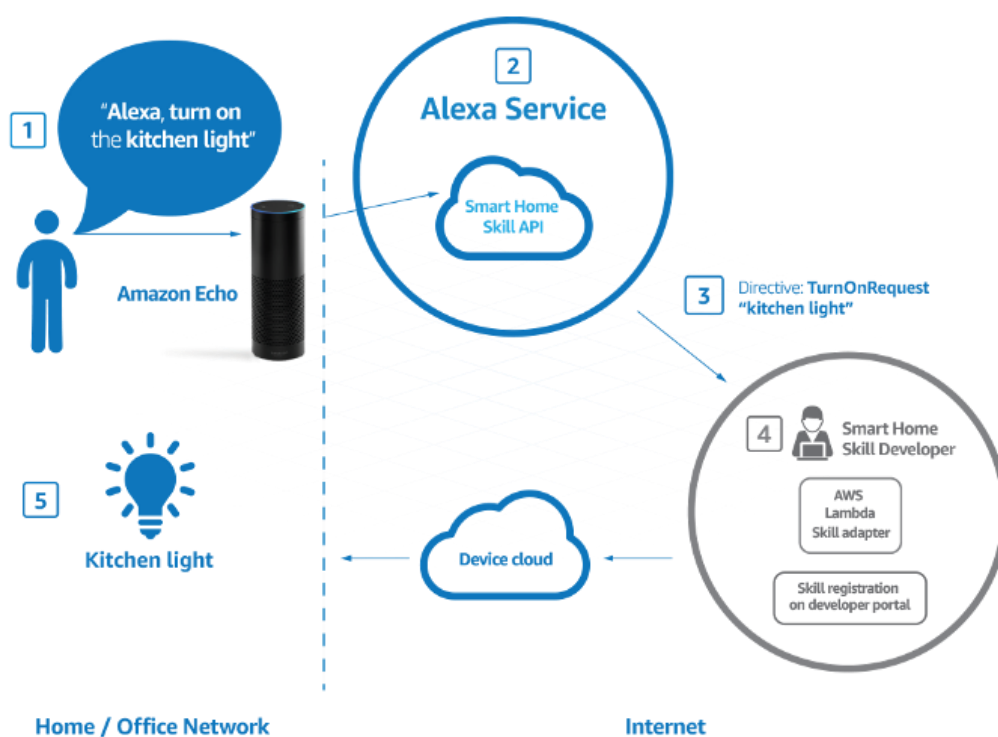 1
“Alexa, turn on
the kitchen light”
Amazon Echo
2
Alexa Service
Smart Home
Skill API
3
Directive: TurnOnRequest
“kitchen light”
4
Smart Home
Skill Developer
AWS
Lambda
Skill adapter
Skill registration
on developer portal
Device cloud
5
Kitchen light
Home / Office Network
Internet